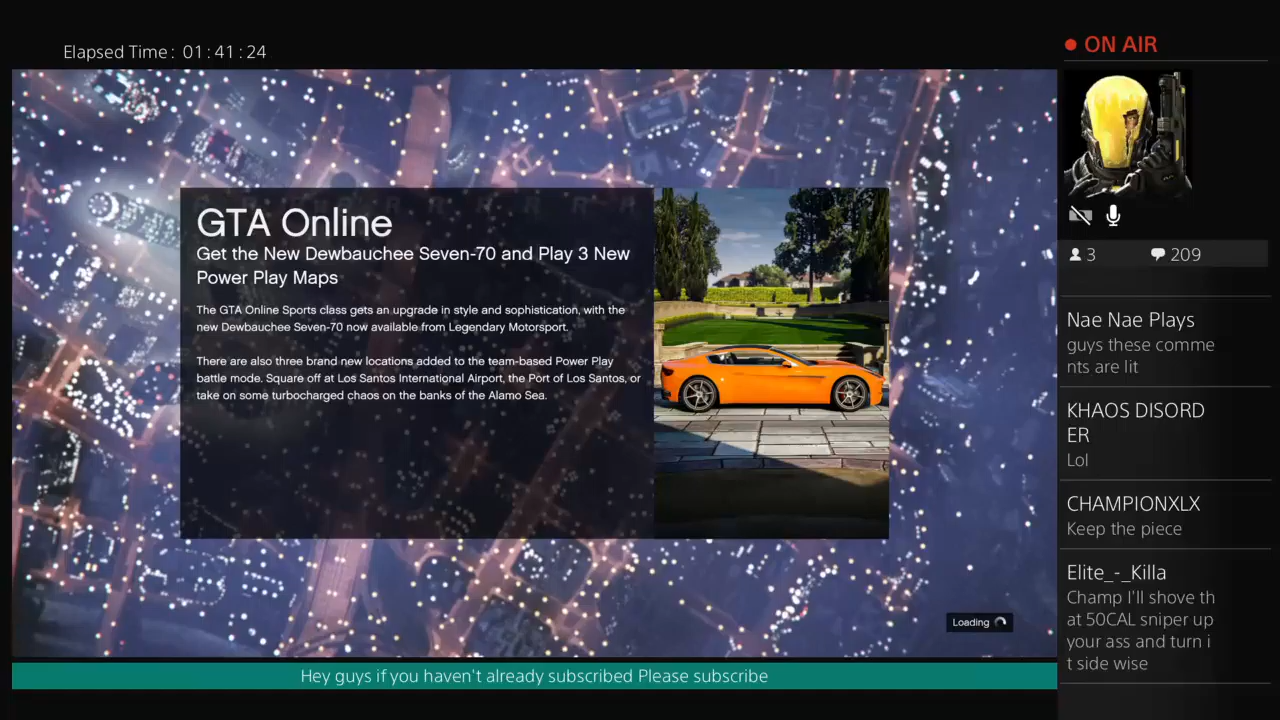 Elapsed Time: 01:41:24
ON AIR
GTA Online
Get the New Dewbauchee Seven-70 and Play 3 New
Power Play Maps
The GTA Online Sports class gets an upgrade in style and sophistication, with the
new Dewbauchee Seven-70 now available from Legendary Motorsport.
There are also three brand new locations added to the team-based Power Play
battle mode. Square off at Los Santos International Airport, the Port of Los Santos, or
take on some turbocharged chaos on the banks of the Alamo Sea.
Loading
Hey guys if you haven't already subscribed Please subscribe
3 209
Nae Nae Plays
guys these comme
nts are lit
KHAOS DISORD
ER
Lol
CHAMPIONXLX
Keep the piece
Elite_-_Killa
Champ I'll shove th
at 50CAL sniper up
your ass and turn i
t side wise